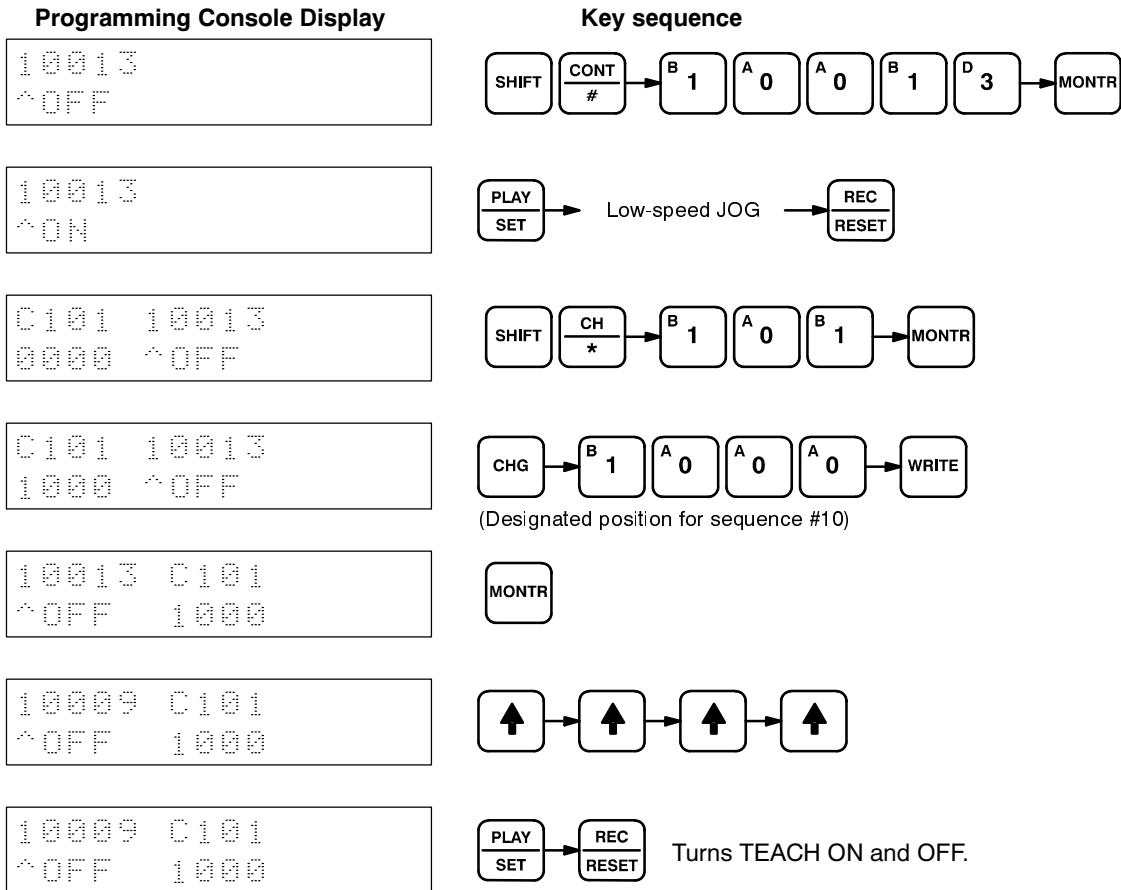 Programming Console Display Key sequence
10013
^OFF
SHIFT CONT # B 1 A 0 A 0 B 1 D 3 MONTR
10013
^ON
PLAY SET Low-speed JOG REC RESET
C101 10013
0000 ^OFF
SHIFT CH * B 1 A 0 B 1 MONTR
C101 10013
1000 ^OFF
CHG B 1 A 0 A 0 A 0 WRITE
(Designated position for sequence #10)
10013 C101
^OFF 1000
MONTR
10009 C101
^OFF 1000
10009 C101
^OFF 1000
PLAY SET REC RESET Turns TEACH ON and OFF.